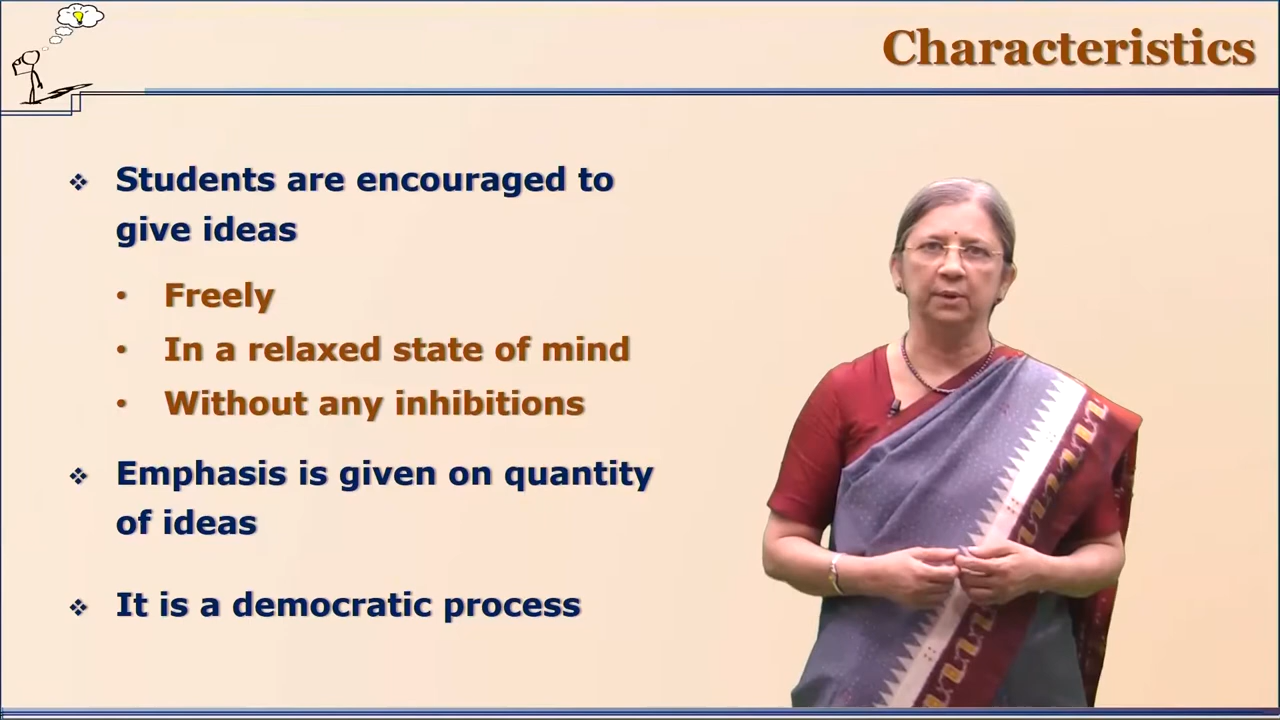 Characteristics
❖ Students are encouraged to
give ideas
• Freely
• In a relaxed state of mind
• Without any inhibitions
❖ Emphasis is given on quantity
of ideas
❖ It is a democratic process